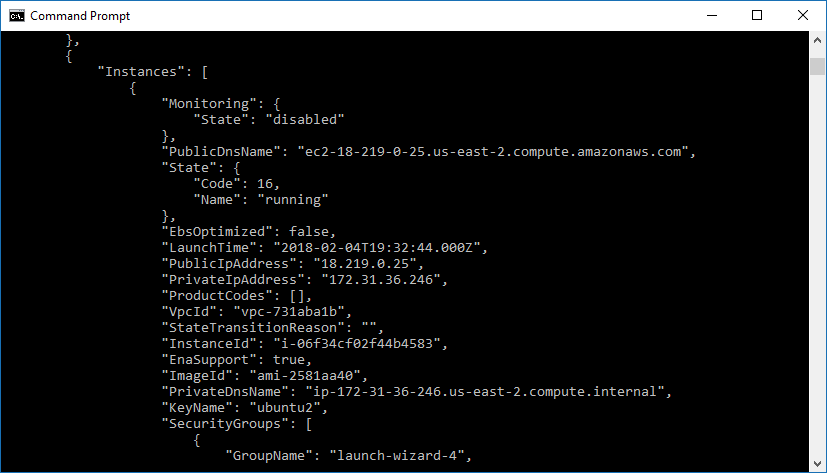 Command Prompt
},
{
"Instances": [
{
"Monitoring": {
"State": "disabled"
},
"PublicDnsName": "ec2-18-219-0-25.us-east-2.compute.amazonaws.com",
"State": {
"Code": 16,
"Name": "running"
},
"EbsOptimized": false,
"LaunchTime": "2018-02-04T19:32:44.000Z",
"PublicIpAddress": "18.219.0.25",
"PrivateIpAddress": "172.31.36.246",
"ProductCodes": [],
"VpcId": "vpc-731aba1b",
"StateTransitionReason": "",
"InstanceId": "i-06f34cf02f44b4583",
"EnaSupport": true,
"ImageId": "ami-2581aa40",
"PrivateDnsName": "ip-172-31-36-246.us-east-2.compute.internal",
"KeyName": "ubuntu2",
"SecurityGroups": [
{
"GroupName": "launch-wizard-4",